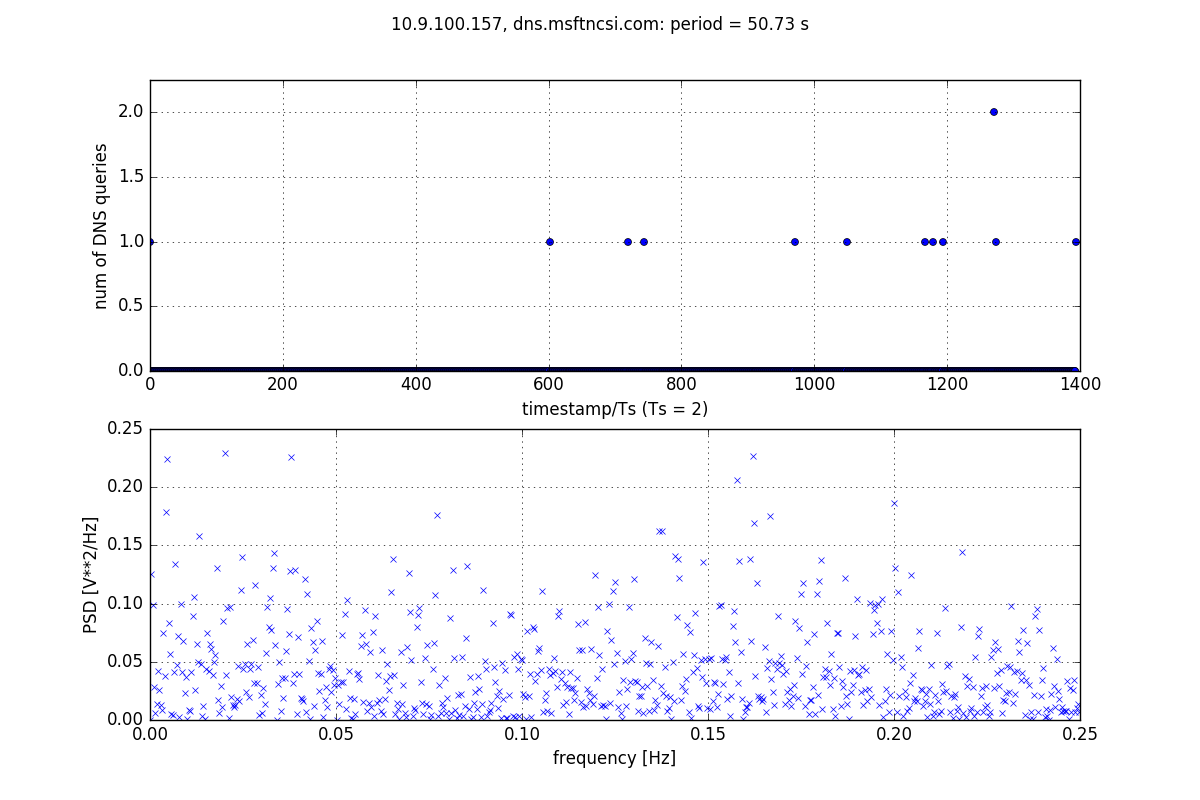 10.9.100.157, dns.msftncsi.com: period = 50.73 s
2.0
1.5
1.0
0.5
0.0
num of DNS queries
0 200 400 600 800 1000 1200 1400
timestamp/Ts (Ts = 2)
0.25
0.20
0.15
0.10
0.05
0.00
PSD [V**2/Hz]
0.00 0.05 0.10 0.15 0.20 0.25
frequency [Hz]